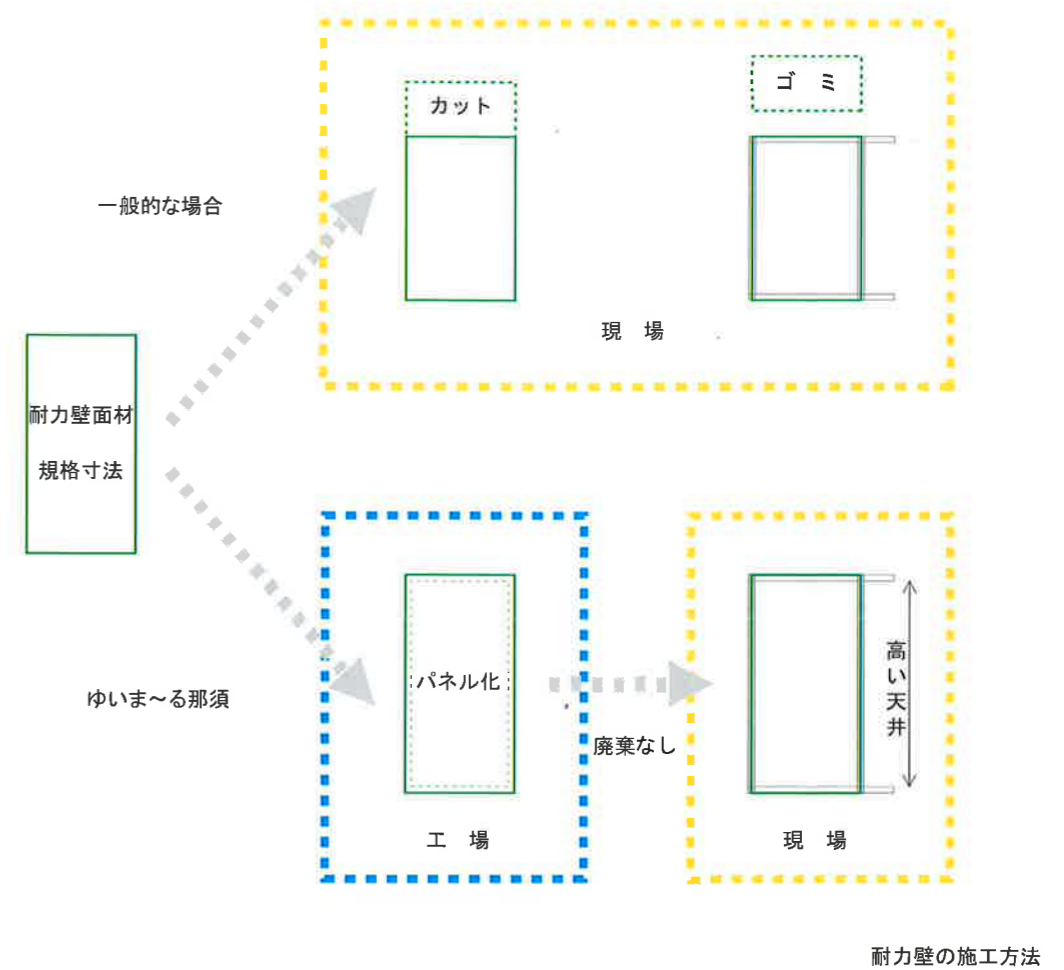 カット
ゴ ミ
一般的な場合
現 場
耐力壁面材
規格寸法
パネル化
高い天井
ゆいま~る那須
廃棄なし
工 場
現 場
耐力壁の施工方法